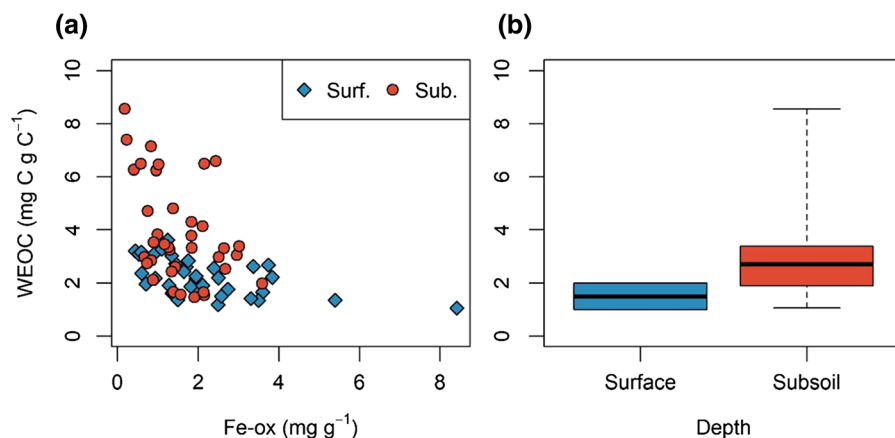 (a)
WEOC (mg C g C⁻¹)
10
8
6
4
2
0
Surf. Sub.
0 2 4 6 8
Fe-ox (mg g⁻¹)
(b)
10
8
6
4
2
0
Surface Subsoil
Depth